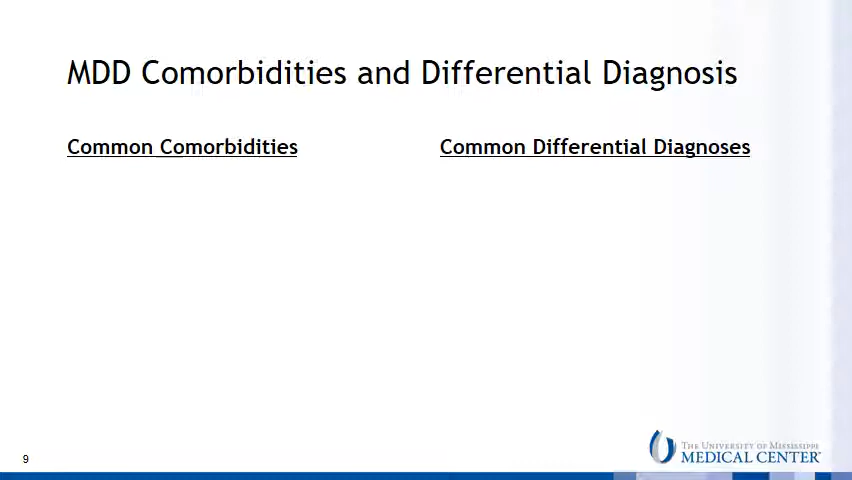 MDD Comorbidities and Differential Diagnosis
Common Comorbidities
Common Differential Diagnoses
9
THE UNIVERSITY OF MISSISSIPPI
MEDICAL CENTER